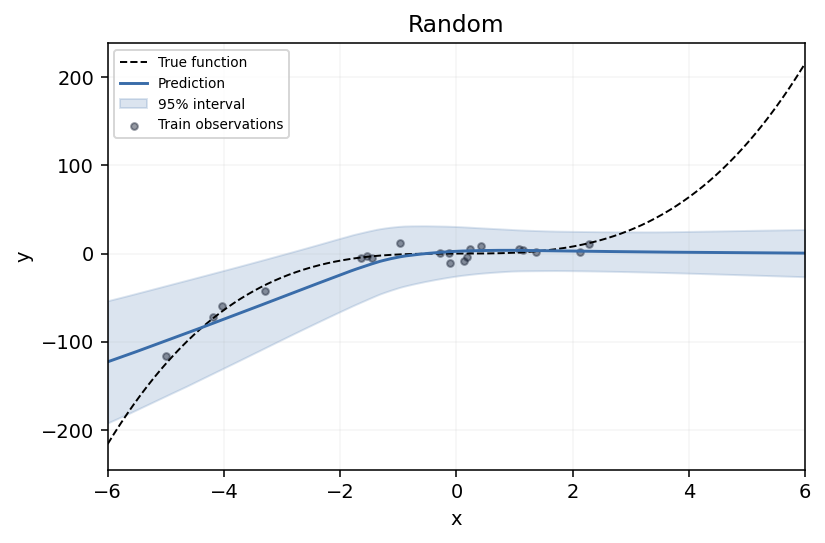 Random
True function
Prediction
95% interval
Train observations
y
200
100
0
−100
−200
−6 −4 −2 0 2 4 6
x